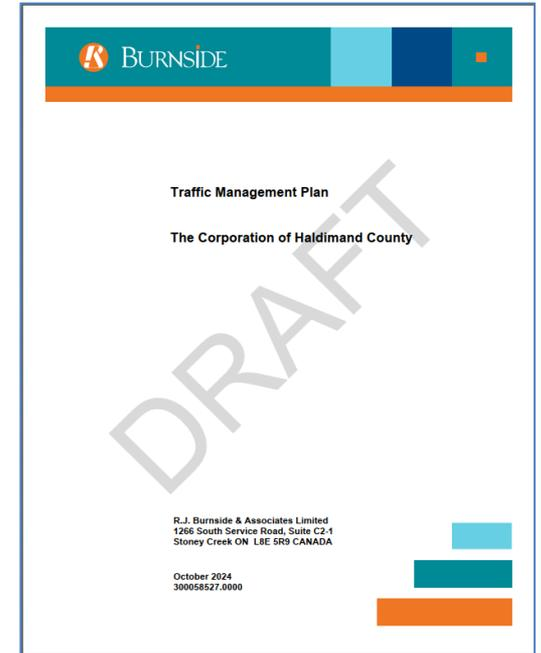 BURNSIDE
Traffic Management Plan
The Corporation of Haldimand County
DRAFT
R.J. Burnside & Associates Limited
1266 South Service Road, Suite C2-1
Stoney Creek ON  L8E 5R9 CANADA
October 2024
300058527.0000